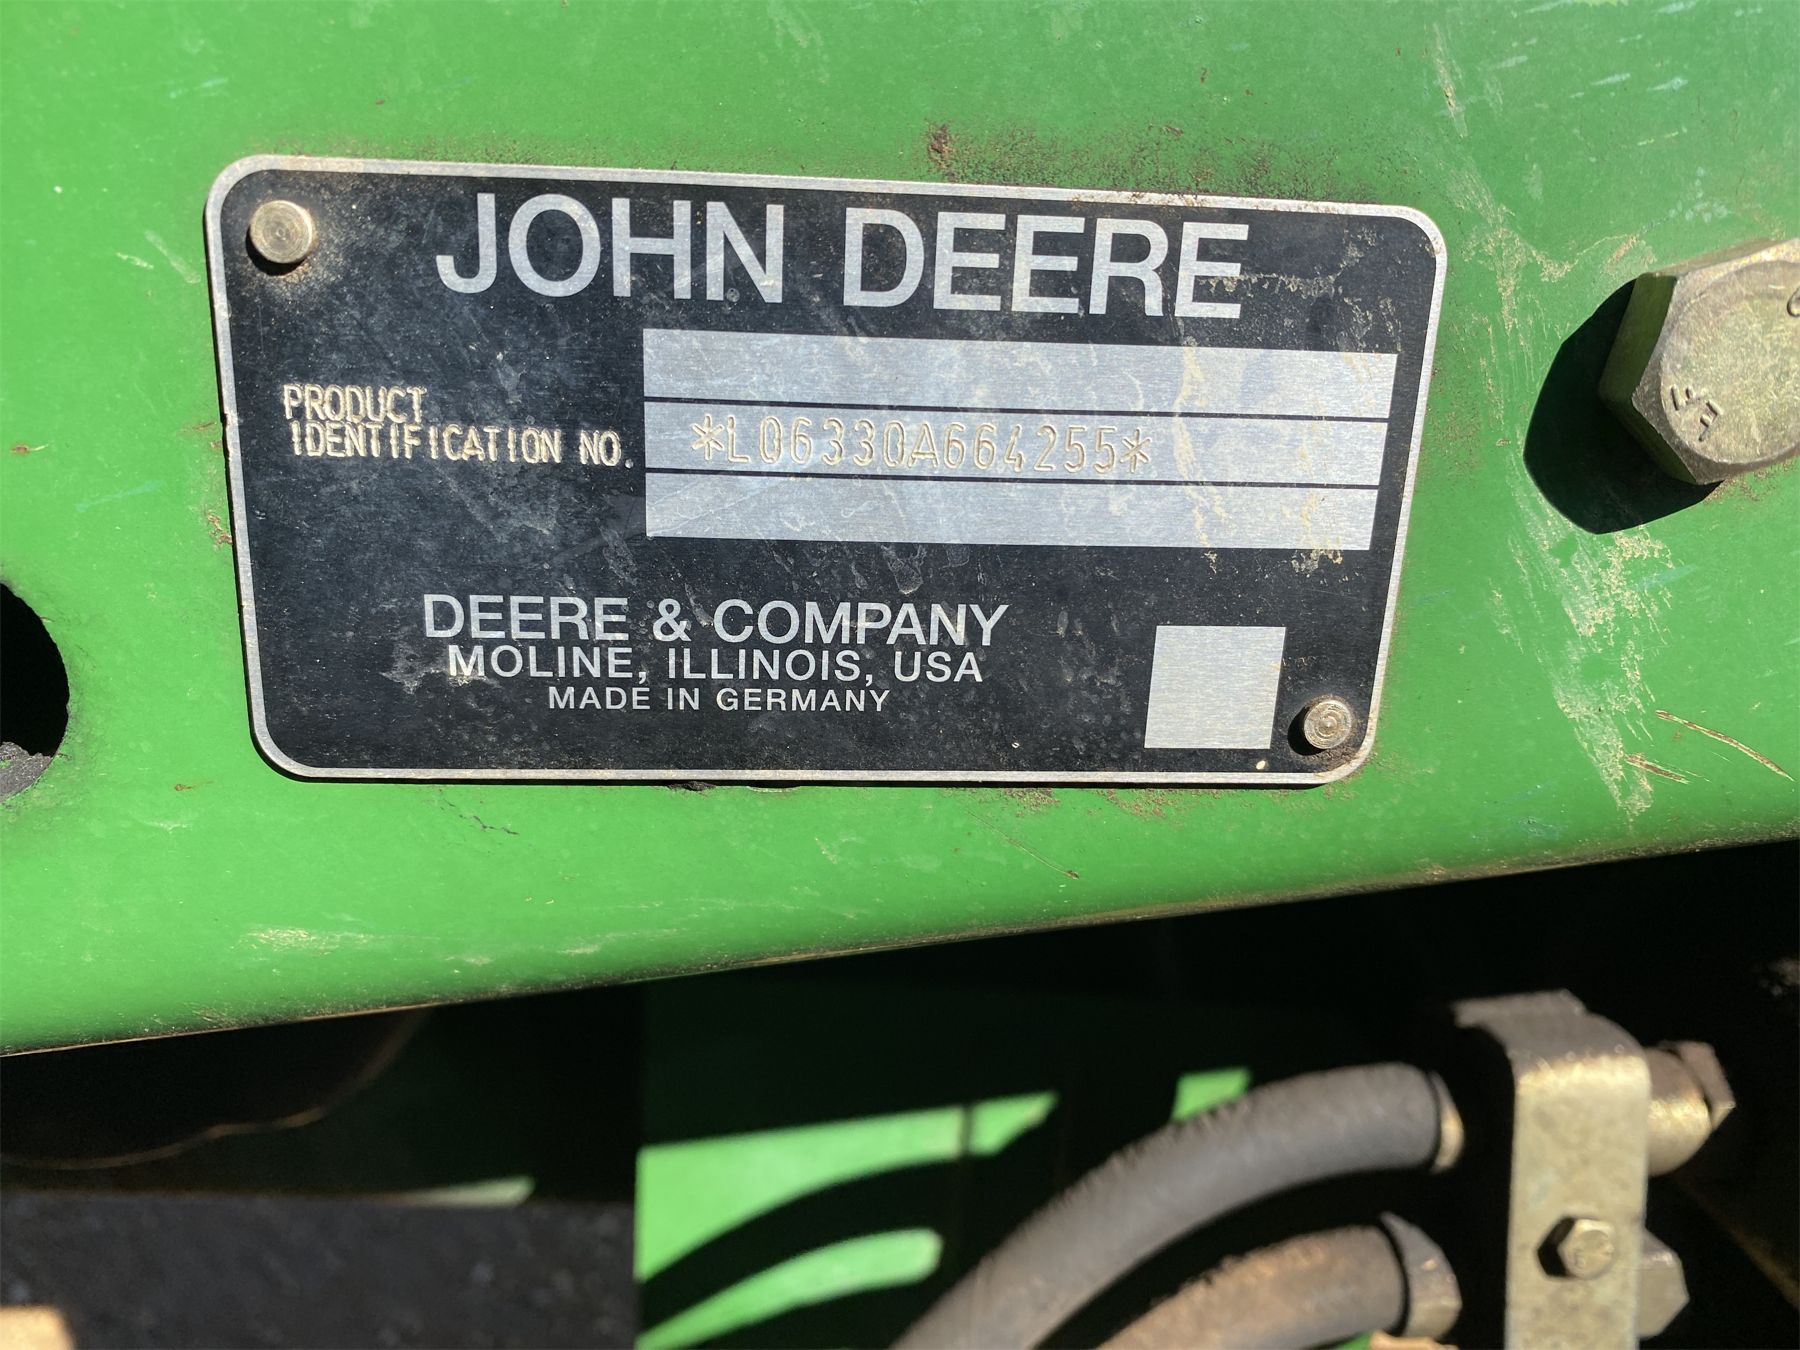 JOHN DEERE
PRODUCT
IDENTIFICATION NO.
*L06330A664255*
DEERE & COMPANY
MOLINE, ILLINOIS, USA
MADE IN GERMANY